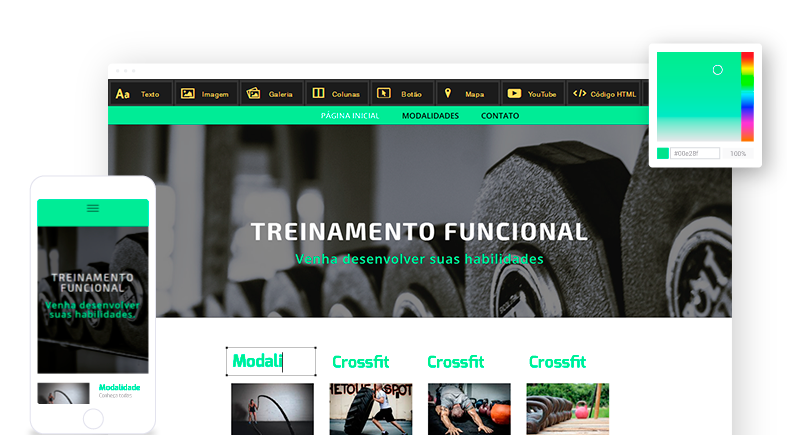 Aa Texto Imagem Galeria Colunas Botão Mapa YouTube Código HTML
PÁGINA INICIAL MODALIDADES CONTATO
#00e28f 100%
TREINAMENTO FUNCIONAL
Venha desenvolver suas habilidades
Modali Crossfit Crossfit Crossfit
TREINAMENTO
FUNCIONAL
Venha desenvolver
suas habilidades.
Modalidade
Conheça todas